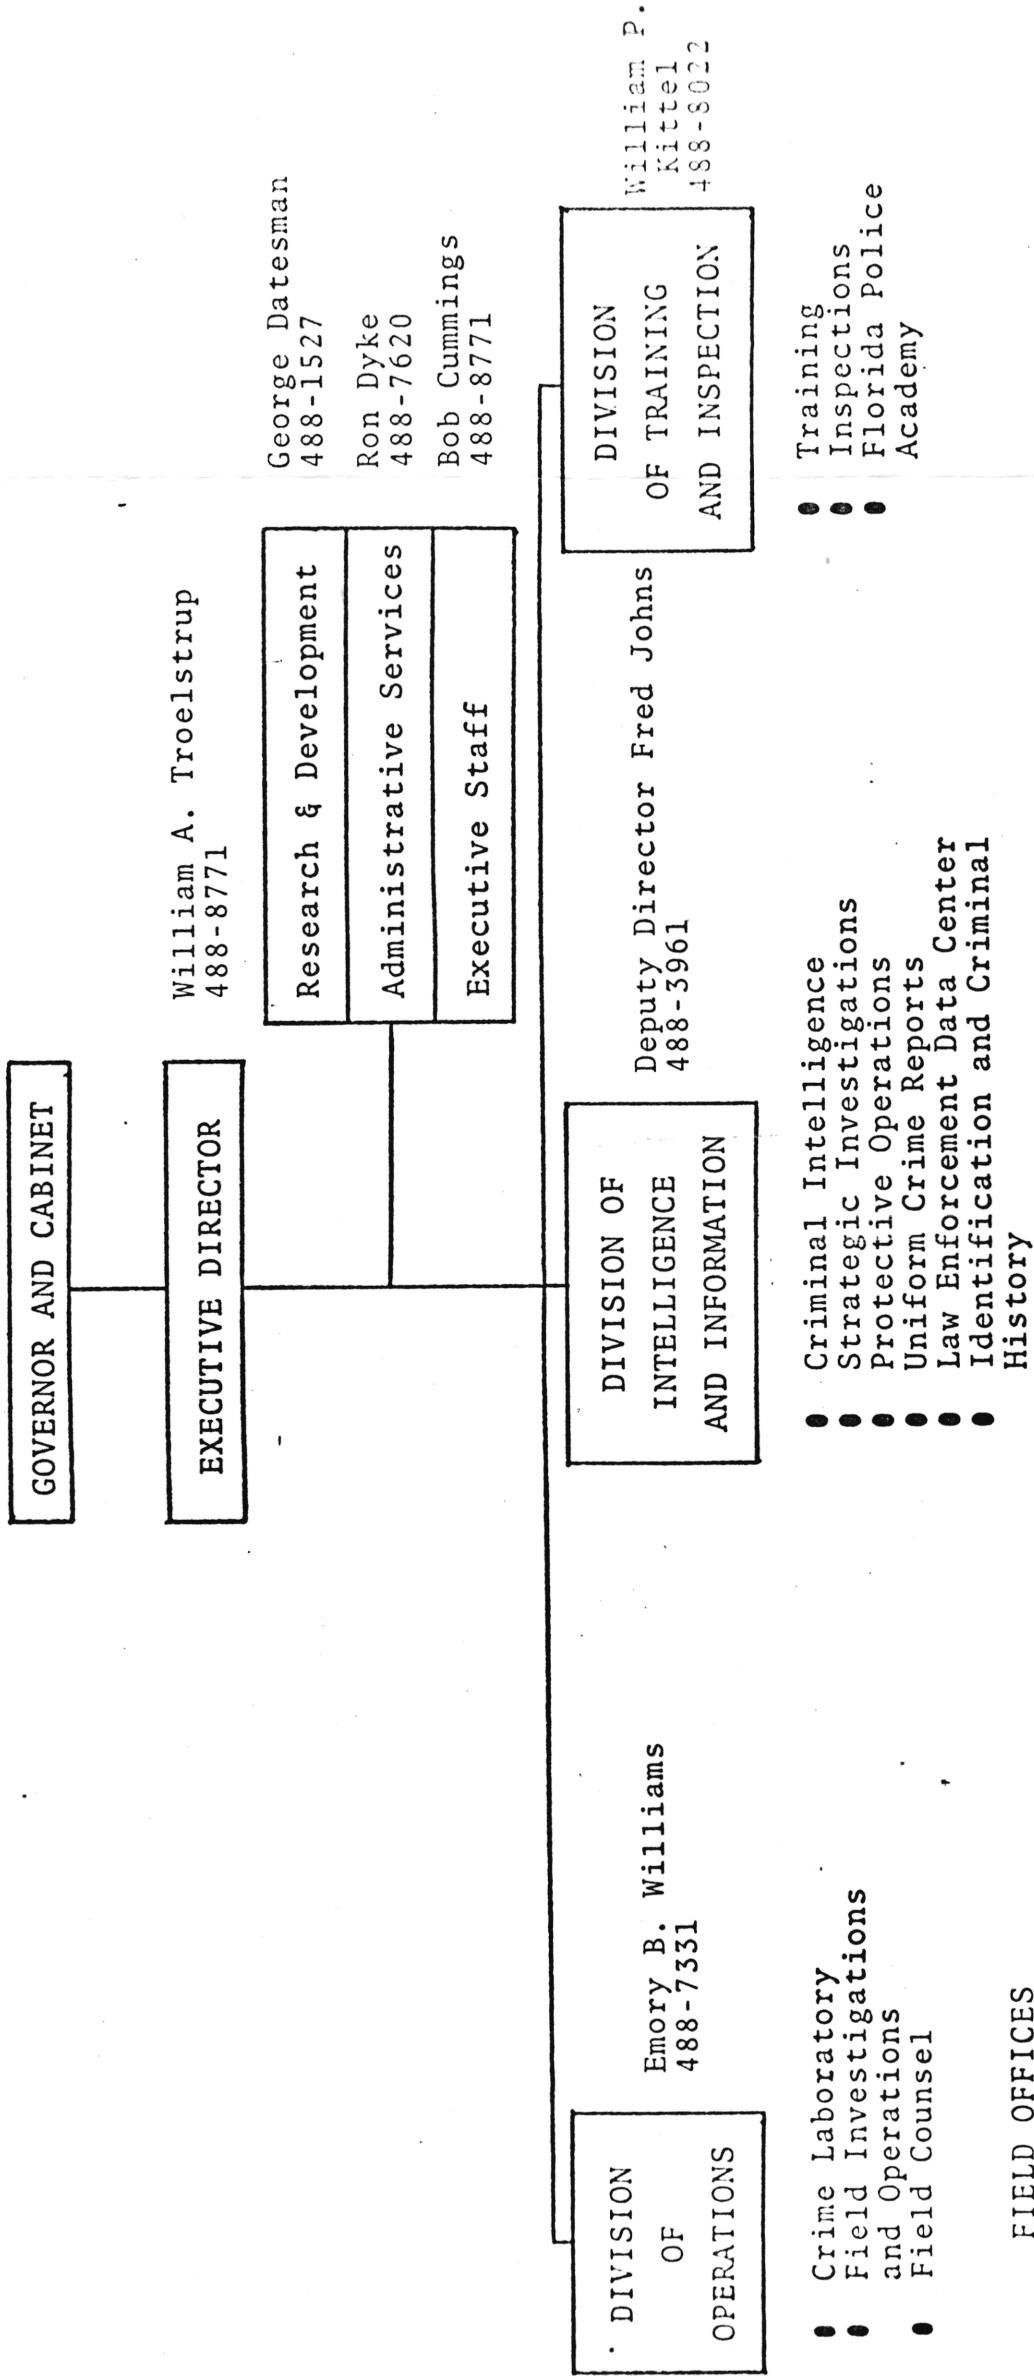 GOVERNOR AND CABINET
EXECUTIVE DIRECTOR
William A. Troelstrup
488-8771
Research & Development
George Datesman
488-1527
Administrative Services
Ron Dyke
488-7620
Executive Staff
Bob Cummings
488-8771
DIVISION
OF
OPERATIONS
Emory B. Williams
488-7331
Crime Laboratory
Field Investigations
and Operations
Field Counsel
FIELD OFFICES
DIVISION OF
INTELLIGENCE
AND INFORMATION
Deputy Director Fred Johns
488-3961
Criminal Intelligence
Strategic Investigations
Protective Operations
Uniform Crime Reports
Law Enforcement Data Center
Identification and Criminal
History
DIVISION
OF TRAINING
AND INSPECTION
William P.
Kittel
488-8022
Training
Inspections
Florida Police
Academy